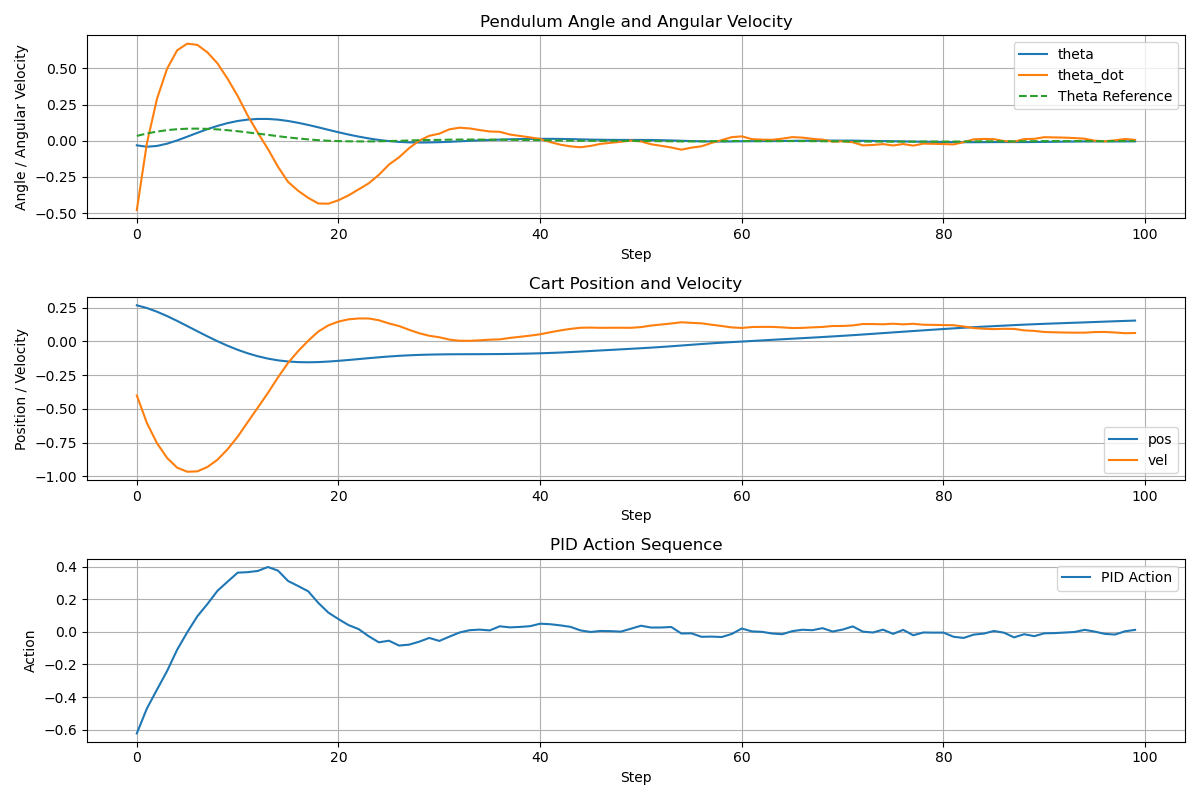 Pendulum Angle and Angular Velocity
Angle / Angular Velocity
0.50
0.25
0.00
−0.25
−0.50
theta
theta_dot
Theta Reference
0 20 40 60 80 100
Step
Cart Position and Velocity
Position / Velocity
0.25
0.00
−0.25
−0.50
−0.75
−1.00
pos
vel
0 20 40 60 80 100
Step
PID Action Sequence
Action
0.4
0.2
0.0
−0.2
−0.4
−0.6
PID Action
0 20 40 60 80 100
Step